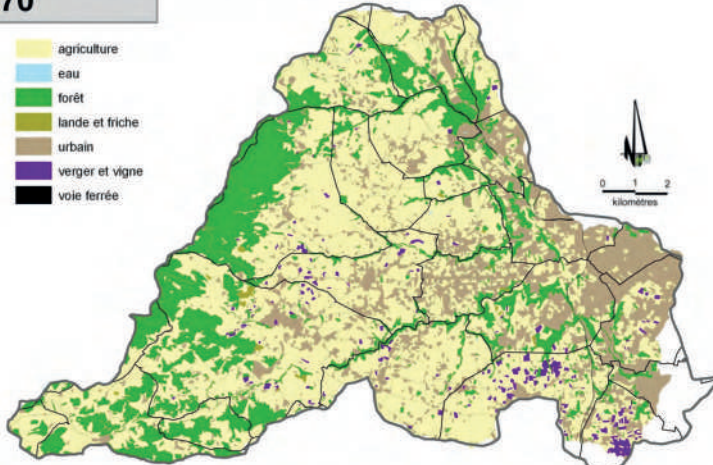 70
agriculture
eau
forêt
lande et friche
urbain
verger et vigne
voie ferrée
0 1 2
kilomètres